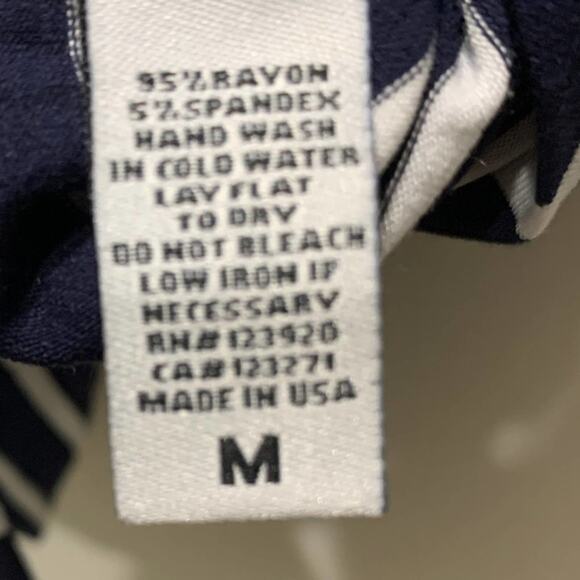 95% RAYON
5% SPANDEX
HAND WASH
IN COLD WATER
LAY FLAT
TO DRY
DO NOT BLEACH
LOW IRON IF
NECESSARY
RN# 123920
CA# 123271
MADE IN USA
M